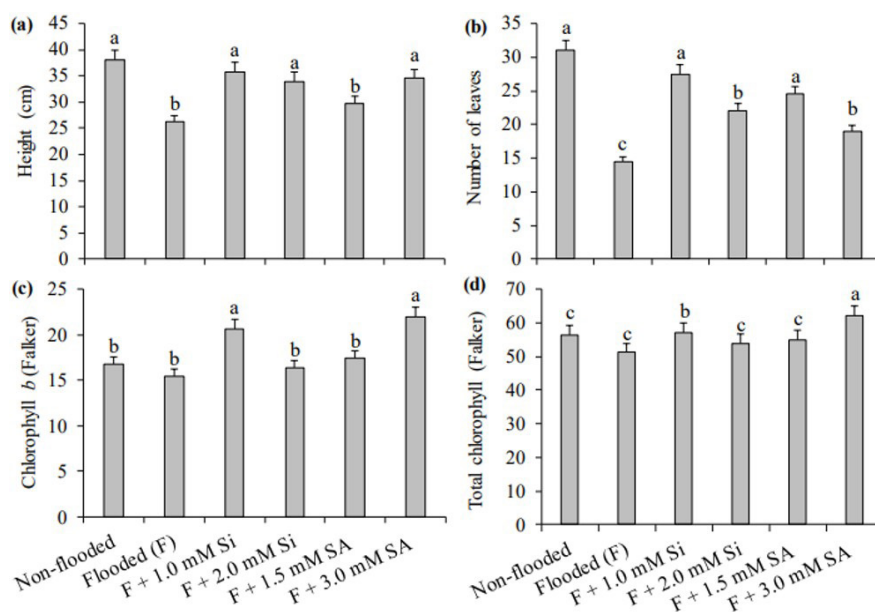 (a)
Height (cm)
45
40
35
30
25
20
15
10
5
0
a
b
a
a
b
a
(b)
Number of leaves
35
30
25
20
15
10
5
0
a
c
a
b
a
b
(c)
Chlorophyll b (Falker)
25
20
15
10
5
0
b
b
a
b
b
a
Non-flooded
Flooded (F)
F + 1.0 mM Si
F + 2.0 mM Si
F + 1.5 mM SA
F + 3.0 mM SA
(d)
Total chlorophyll (Falker)
70
60
50
40
30
20
10
0
c
c
b
c
c
a
Non-flooded
Flooded (F)
F + 1.0 mM Si
F + 2.0 mM Si
F + 1.5 mM SA
F + 3.0 mM SA